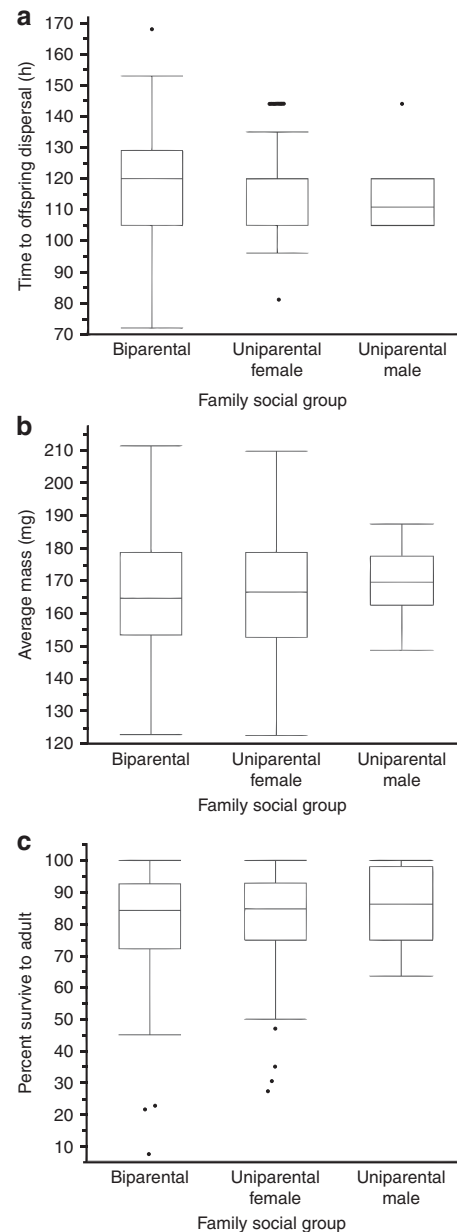 a
Time to offspring dispersal (h)
170
160
150
140
130
120
110
100
90
80
70
Biparental
Uniparental
female
Uniparental
male
Family social group
b
Average mass (mg)
210
200
190
180
170
160
150
140
130
120
Biparental
Uniparental
female
Uniparental
male
Family social group
c
Percent survive to adult
100
90
80
70
60
50
40
30
20
10
Biparental
Uniparental
female
Uniparental
male
Family social group